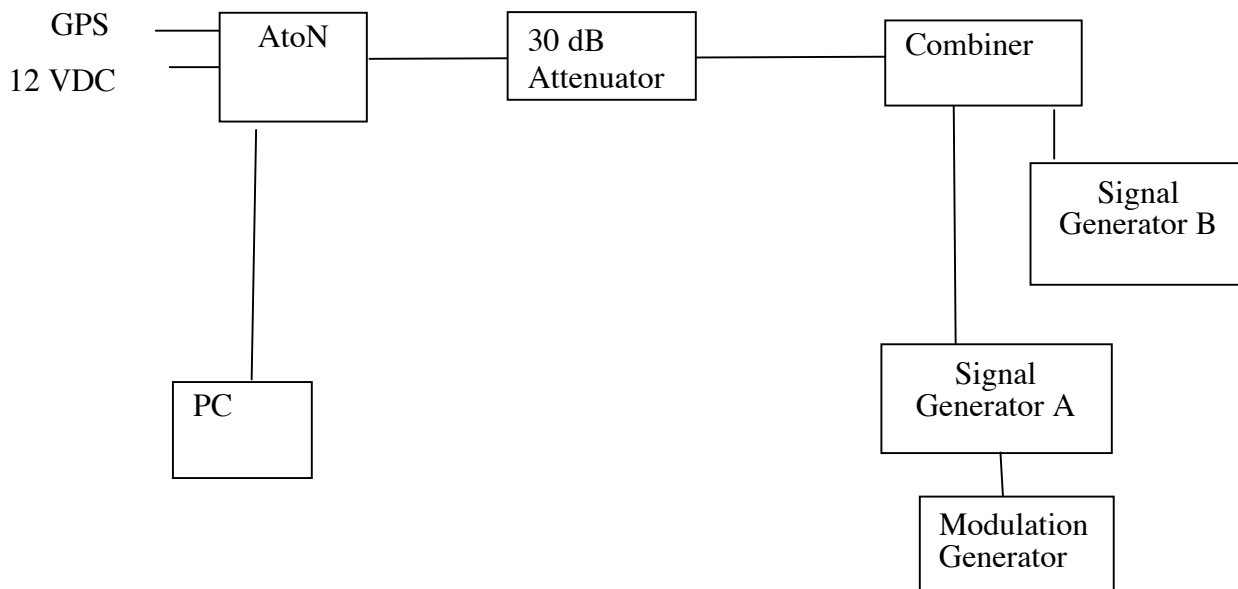 GPS
12 VDC
AtoN
30 dB
Attenuator
Combiner
Signal
Generator B
Signal
Generator A
PC
Modulation
Generator